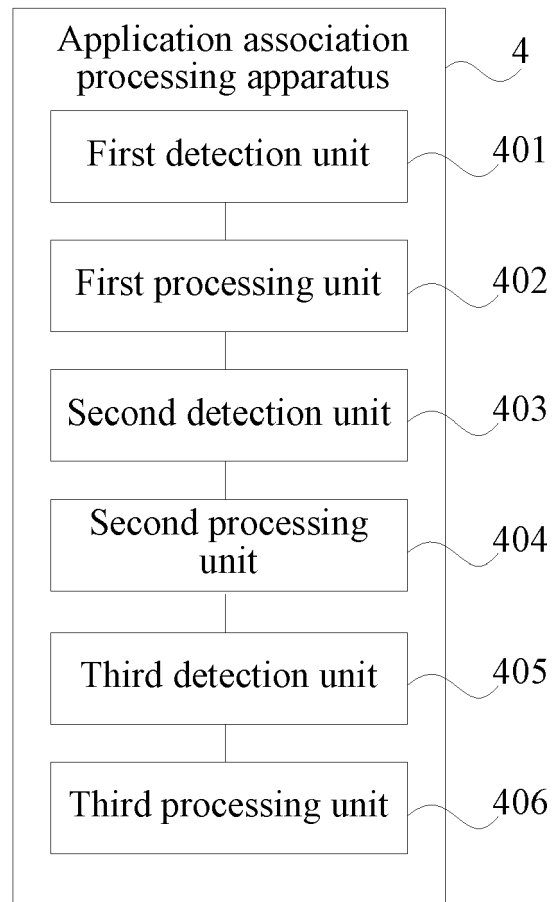 Application association
processing apparatus
4
First detection unit
401
First processing unit
402
Second detection unit
403
Second processing
unit
404
Third detection unit
405
Third processing unit
406